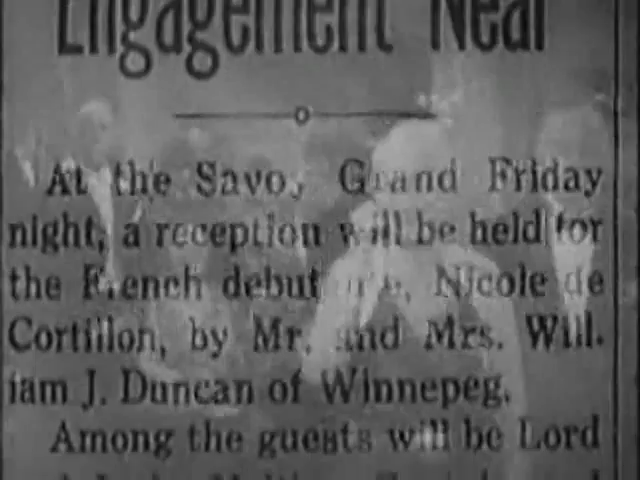 Engagement Near
At the Savoy Grand Friday
night, a reception will be held for
the French debutante, Nicole de
Cortillon, by Mr. and Mrs. Will-
iam J. Duncan of Winnepeg.
Among the guests will be Lord